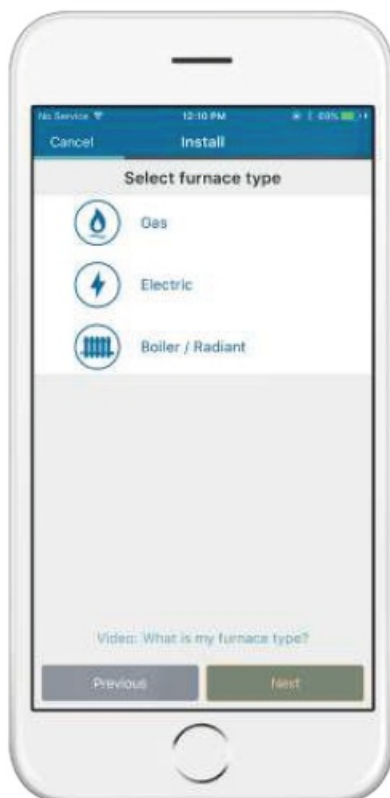 No Service 12:10 PM 69%
Cancel Install
Select furnace type
Gas
Electric
Boiler / Radiant
Video: What is my furnace type?
Previous Next